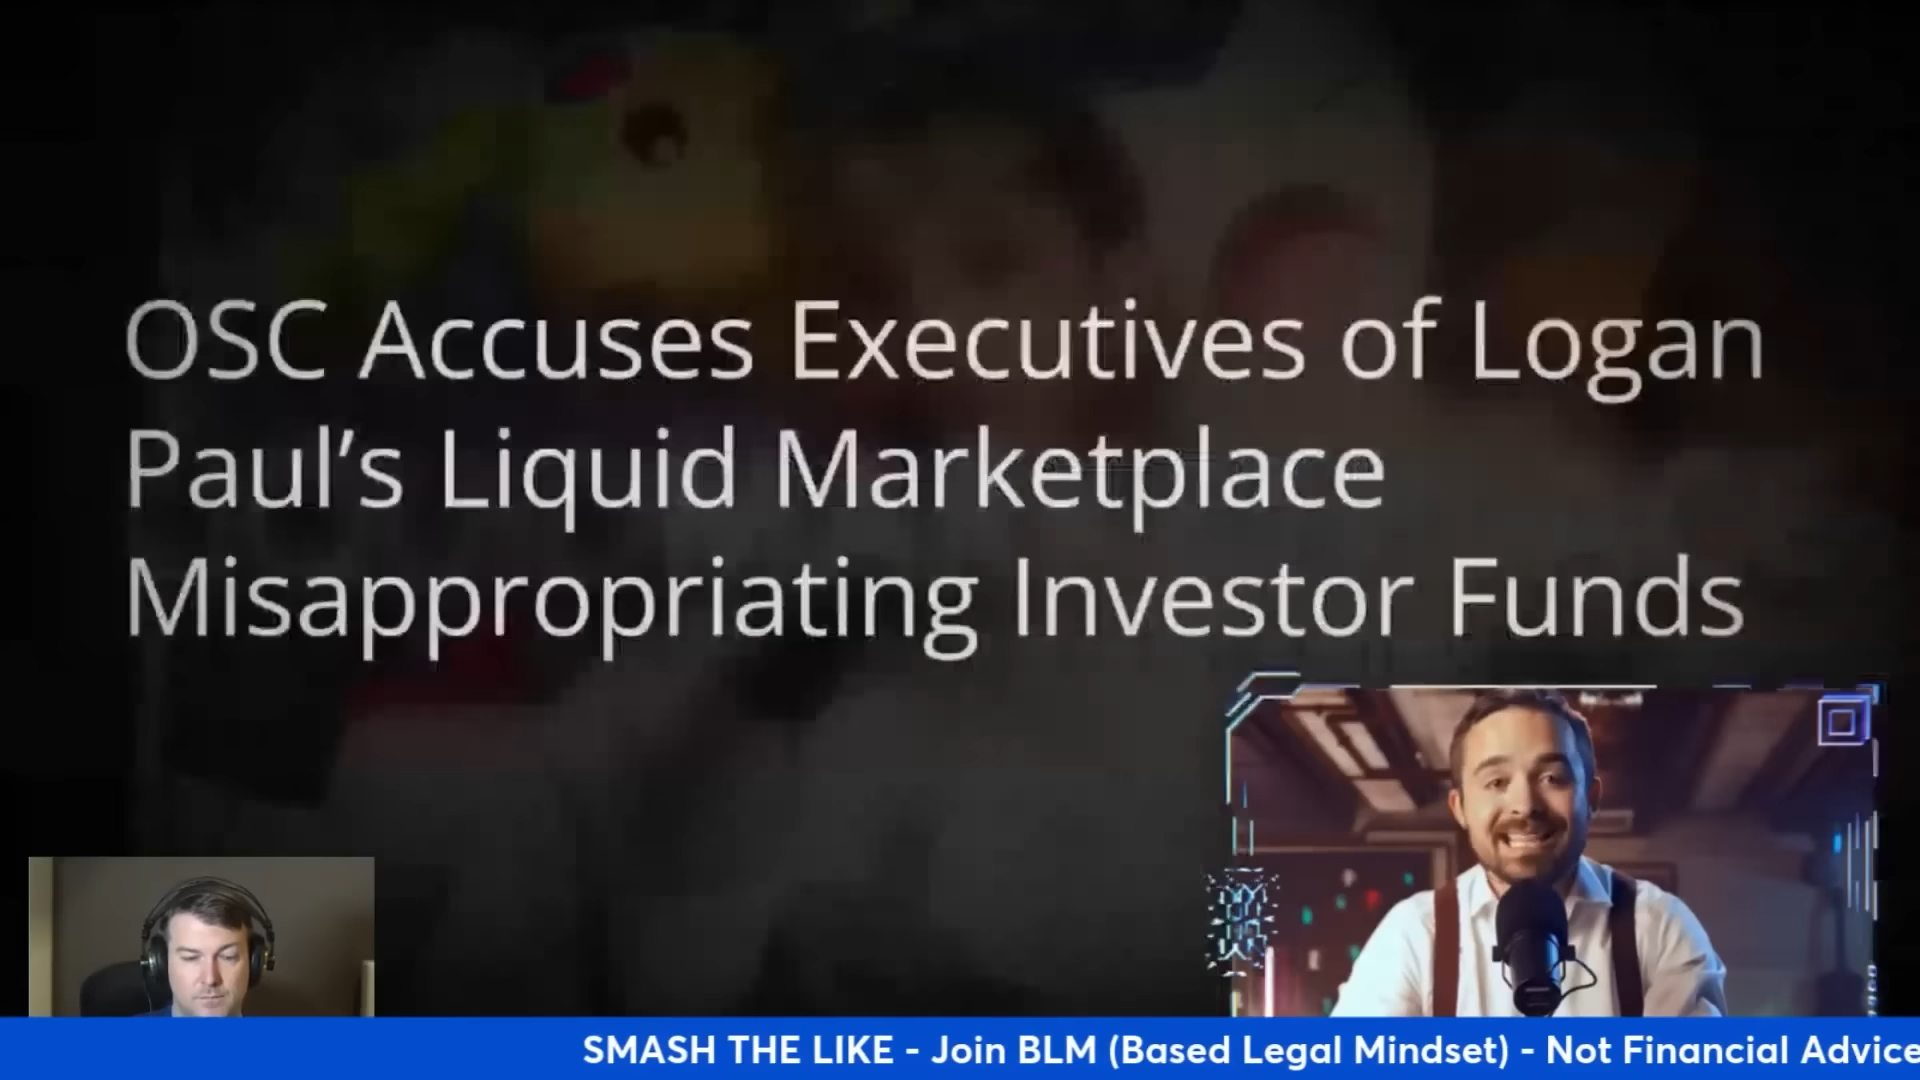 OSC Accuses Executives of Logan
Paul's Liquid Marketplace
Misappropriating Investor Funds
SMASH THE LIKE - Join BLM (Based Legal Mindset) - Not Financial Advice